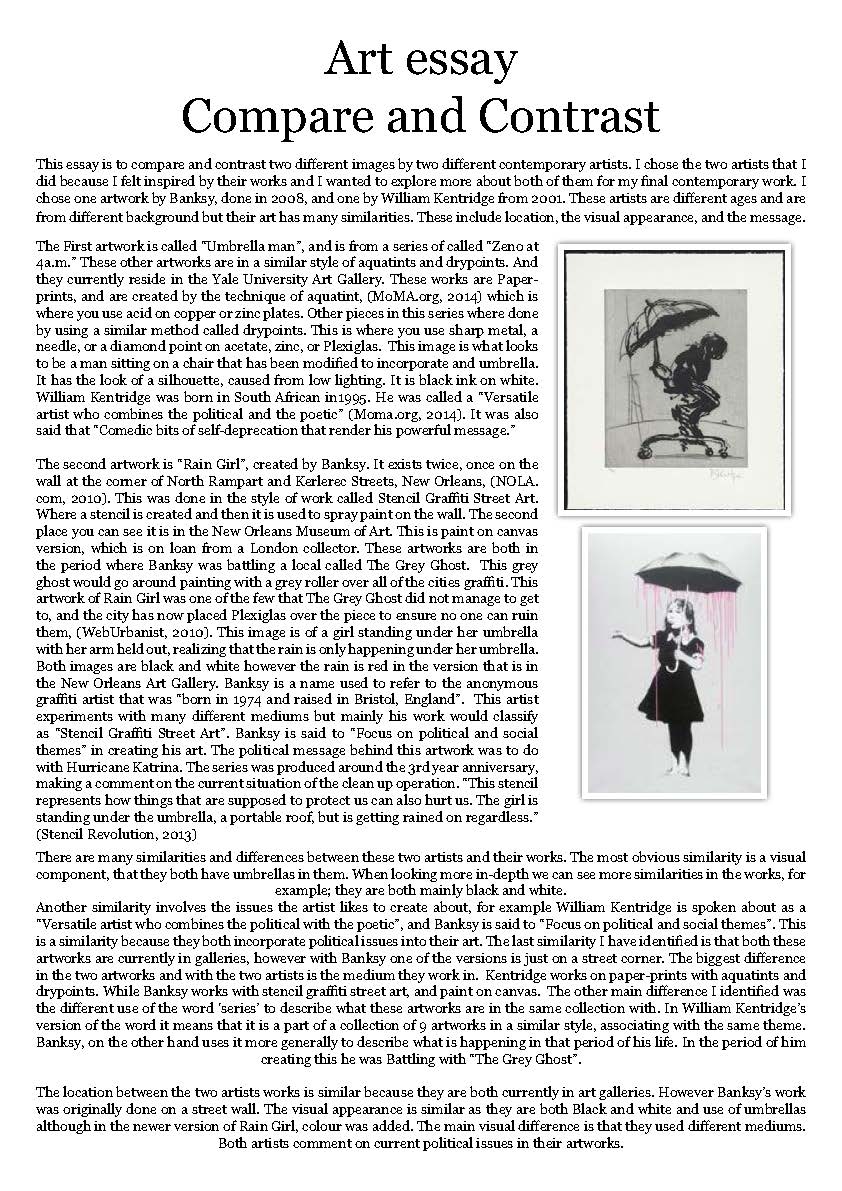 Art essay
Compare and Contrast
This essay is to compare and contrast two different images by two different contemporary artists. I chose the two artists that I
did because I felt inspired by their works and I wanted to explore more about both of them for my final contemporary work. I
chose one artwork by Banksy, done in 2008, and one by William Kentridge from 2001. These artists are different ages and are
from different background but their art has many similarities. These include location, the visual appearance, and the message.
The First artwork is called "Umbrella man", and is from a series of called "Zeno at
4a.m." These other artworks are in a similar style of aquatints and drypoints. And
they currently reside in the Yale University Art Gallery. These works are Paper-
prints, and are created by the technique of aquatint, (MoMA.org, 2014) which is
where you use acid on copper or zinc plates. Other pieces in this series where done
by using a similar method called drypoints. This is where you use sharp metal, a
needle, or a diamond point on acetate, zinc, or Plexiglas. This image is what looks
to be a man sitting on a chair that has been modified to incorporate and umbrella.
It has the look of a silhouette, caused from low lighting. It is black ink on white.
William Kentridge was born in South African in1995. He was called a "Versatile
artist who combines the political and the poetic" (Moma.org, 2014). It was also
said that "Comedic bits of self-deprecation that render his powerful message."
The second artwork is "Rain Girl", created by Banksy. It exists twice, once on the
wall at the corner of North Rampart and Kerlerec Streets, New Orleans, (NOLA.
com, 2010). This was done in the style of work called Stencil Graffiti Street Art.
Where a stencil is created and then it is used to spray paint on the wall. The second
place you can see it is in the New Orleans Museum of Art. This is paint on canvas
version, which is on loan from a London collector. These artworks are both in
the period where Banksy was battling a local called The Grey Ghost. This grey
ghost would go around painting with a grey roller over all of the cities graffiti. This
artwork of Rain Girl was one of the few that The Grey Ghost did not manage to get
to, and the city has now placed Plexiglas over the piece to ensure no one can ruin
them, (WebUrbanist, 2010). This image is of a girl standing under her umbrella
with her arm held out, realizing that the rain is only happening under her umbrella.
Both images are black and white however the rain is red in the version that is in
the New Orleans Art Gallery. Banksy is a name used to refer to the anonymous
graffiti artist that was "born in 1974 and raised in Bristol, England". This artist
experiments with many different mediums but mainly his work would classify
as "Stencil Graffiti Street Art". Banksy is said to "Focus on political and social
themes" in creating his art. The political message behind this artwork was to do
with Hurricane Katrina. The series was produced around the 3rd year anniversary,
making a comment on the current situation of the clean up operation. "This stencil
represents how things that are supposed to protect us can also hurt us. The girl is
standing under the umbrella, a portable roof, but is getting rained on regardless."
(Stencil Revolution, 2013)
There are many similarities and differences between these two artists and their works. The most obvious similarity is a visual
component, that they both have umbrellas in them. When looking more in-depth we can see more similarities in the works, for
example; they are both mainly black and white.
Another similarity involves the issues the artist likes to create about, for example William Kentridge is spoken about as a
"Versatile artist who combines the political with the poetic", and Banksy is said to "Focus on political and social themes". This
is a similarity because they both incorporate political issues into their art. The last similarity I have identified is that both these
artworks are currently in galleries, however with Banksy one of the versions is just on a street corner. The biggest difference
in the two artworks and with the two artists is the medium they work in. Kentridge works on paper-prints with aquatints and
drypoints. While Banksy works with stencil graffiti street art, and paint on canvas. The other main difference I identified was
the different use of the word 'series' to describe what these artworks are in the same collection with. In William Kentridge's
version of the word it means that it is a part of a collection of 9 artworks in a similar style, associating with the same theme.
Banksy, on the other hand uses it more generally to describe what is happening in that period of his life. In the period of him
creating this he was Battling with "The Grey Ghost".
The location between the two artists works is similar because they are both currently in art galleries. However Banksy's work
was originally done on a street wall. The visual appearance is similar as they are both Black and white and use of umbrellas
although in the newer version of Rain Girl, colour was added. The main visual difference is that they used different mediums.
Both artists comment on current political issues in their artworks.